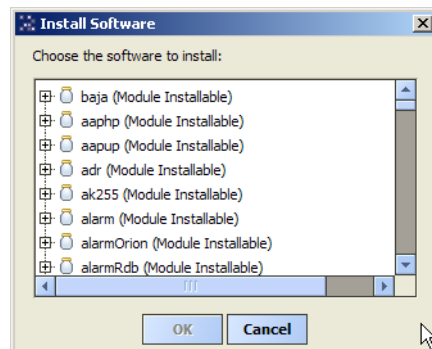 Install Software
Choose the software to install:
baja (Module Installable)
aaphp (Module Installable)
aapup (Module Installable)
adr (Module Installable)
ak255 (Module Installable)
alarm (Module Installable)
alarmOrion (Module Installable)
alarmRdb (Module Installable)
OK Cancel